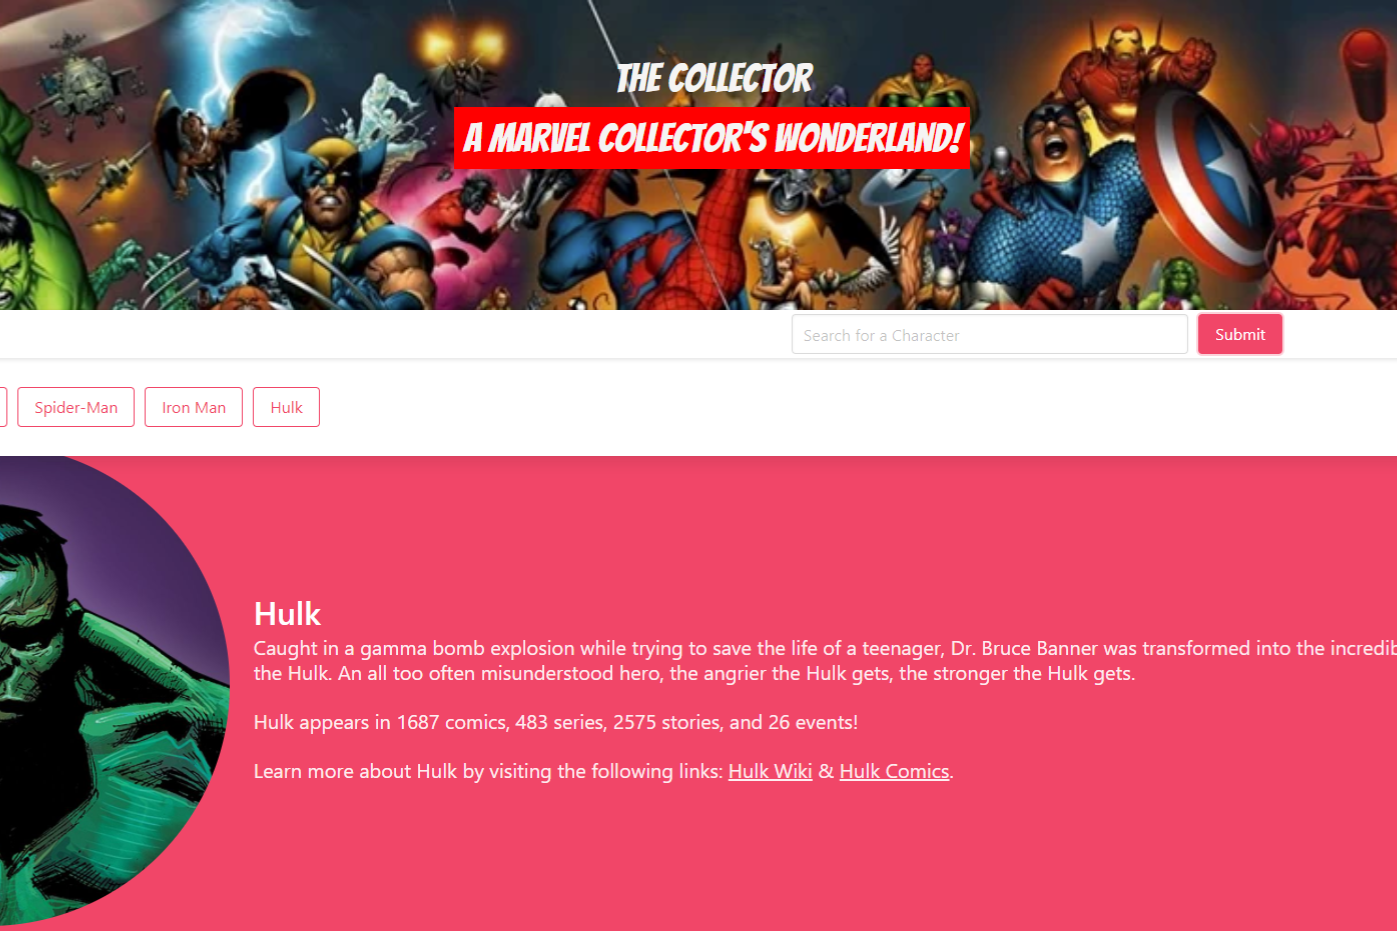 THE COLLECTOR
A MARVEL COLLECTOR'S WONDERLAND!
Search for a Character
Submit
Spider-Man
Iron Man
Hulk
Hulk
Caught in a gamma bomb explosion while trying to save the life of a teenager, Dr. Bruce Banner was transformed into the
the Hulk. An all too often misunderstood hero, the angrier the Hulk gets, the stronger the Hulk gets.
Hulk appears in 1687 comics, 483 series, 2575 stories, and 26 events!
Learn more about Hulk by visiting the following links: Hulk Wiki & Hulk Comics.